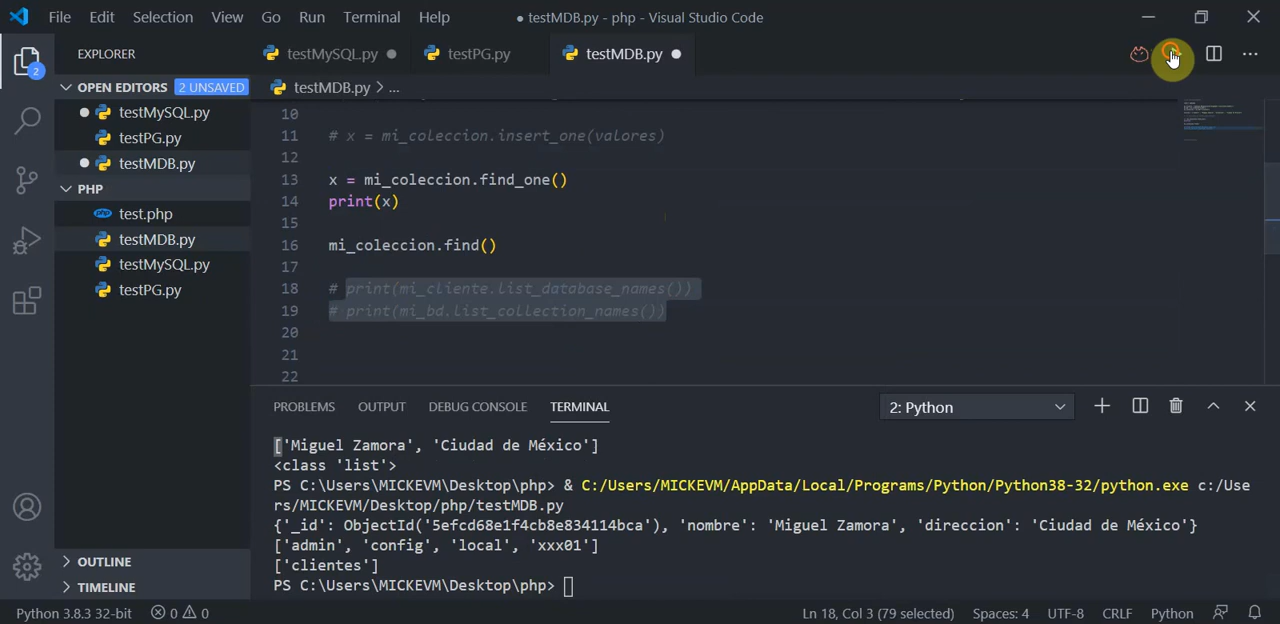 File Edit Selection View Go Run Terminal Help
● testMDB.py - php - Visual Studio Code
EXPLORER
testMySQL.py ●
testPG.py
testMDB.py ●
OPEN EDITORS 2 UNSAVED
testMDB.py > ...
● testMySQL.py
testPG.py
● testMDB.py
PHP
test.php
testMDB.py
testMySQL.py
testPG.py
OUTLINE
TIMELINE
2
10
11 # x = mi_coleccion.insert_one(valores)
12
13 x = mi_coleccion.find_one()
14 print(x)
15
16 mi_coleccion.find()
17
18 # print(mi_cliente.list_database_names())
19 # print(mi_bd.list_collection_names())
20
21
22
PROBLEMS OUTPUT DEBUG CONSOLE TERMINAL 2: Python
['Miguel Zamora', 'Ciudad de México']
<class 'list'>
PS C:\Users\MICKEVM\Desktop\php> & C:/Users/MICKEVM/AppData/Local/Programs/Python/Python38-32/python.exe c:/Use
rs/MICKEVM/Desktop/php/testMDB.py
{'_id': ObjectId('5efcd68e1f4cb8e834114bca'), 'nombre': 'Miguel Zamora', 'direccion': 'Ciudad de México'}
['admin', 'config', 'local', 'xxx01']
['clientes']
PS C:\Users\MICKEVM\Desktop\php>
Python 3.8.3 32-bit 0 0 Ln 18, Col 3 (79 selected) Spaces: 4 UTF-8 CRLF Python